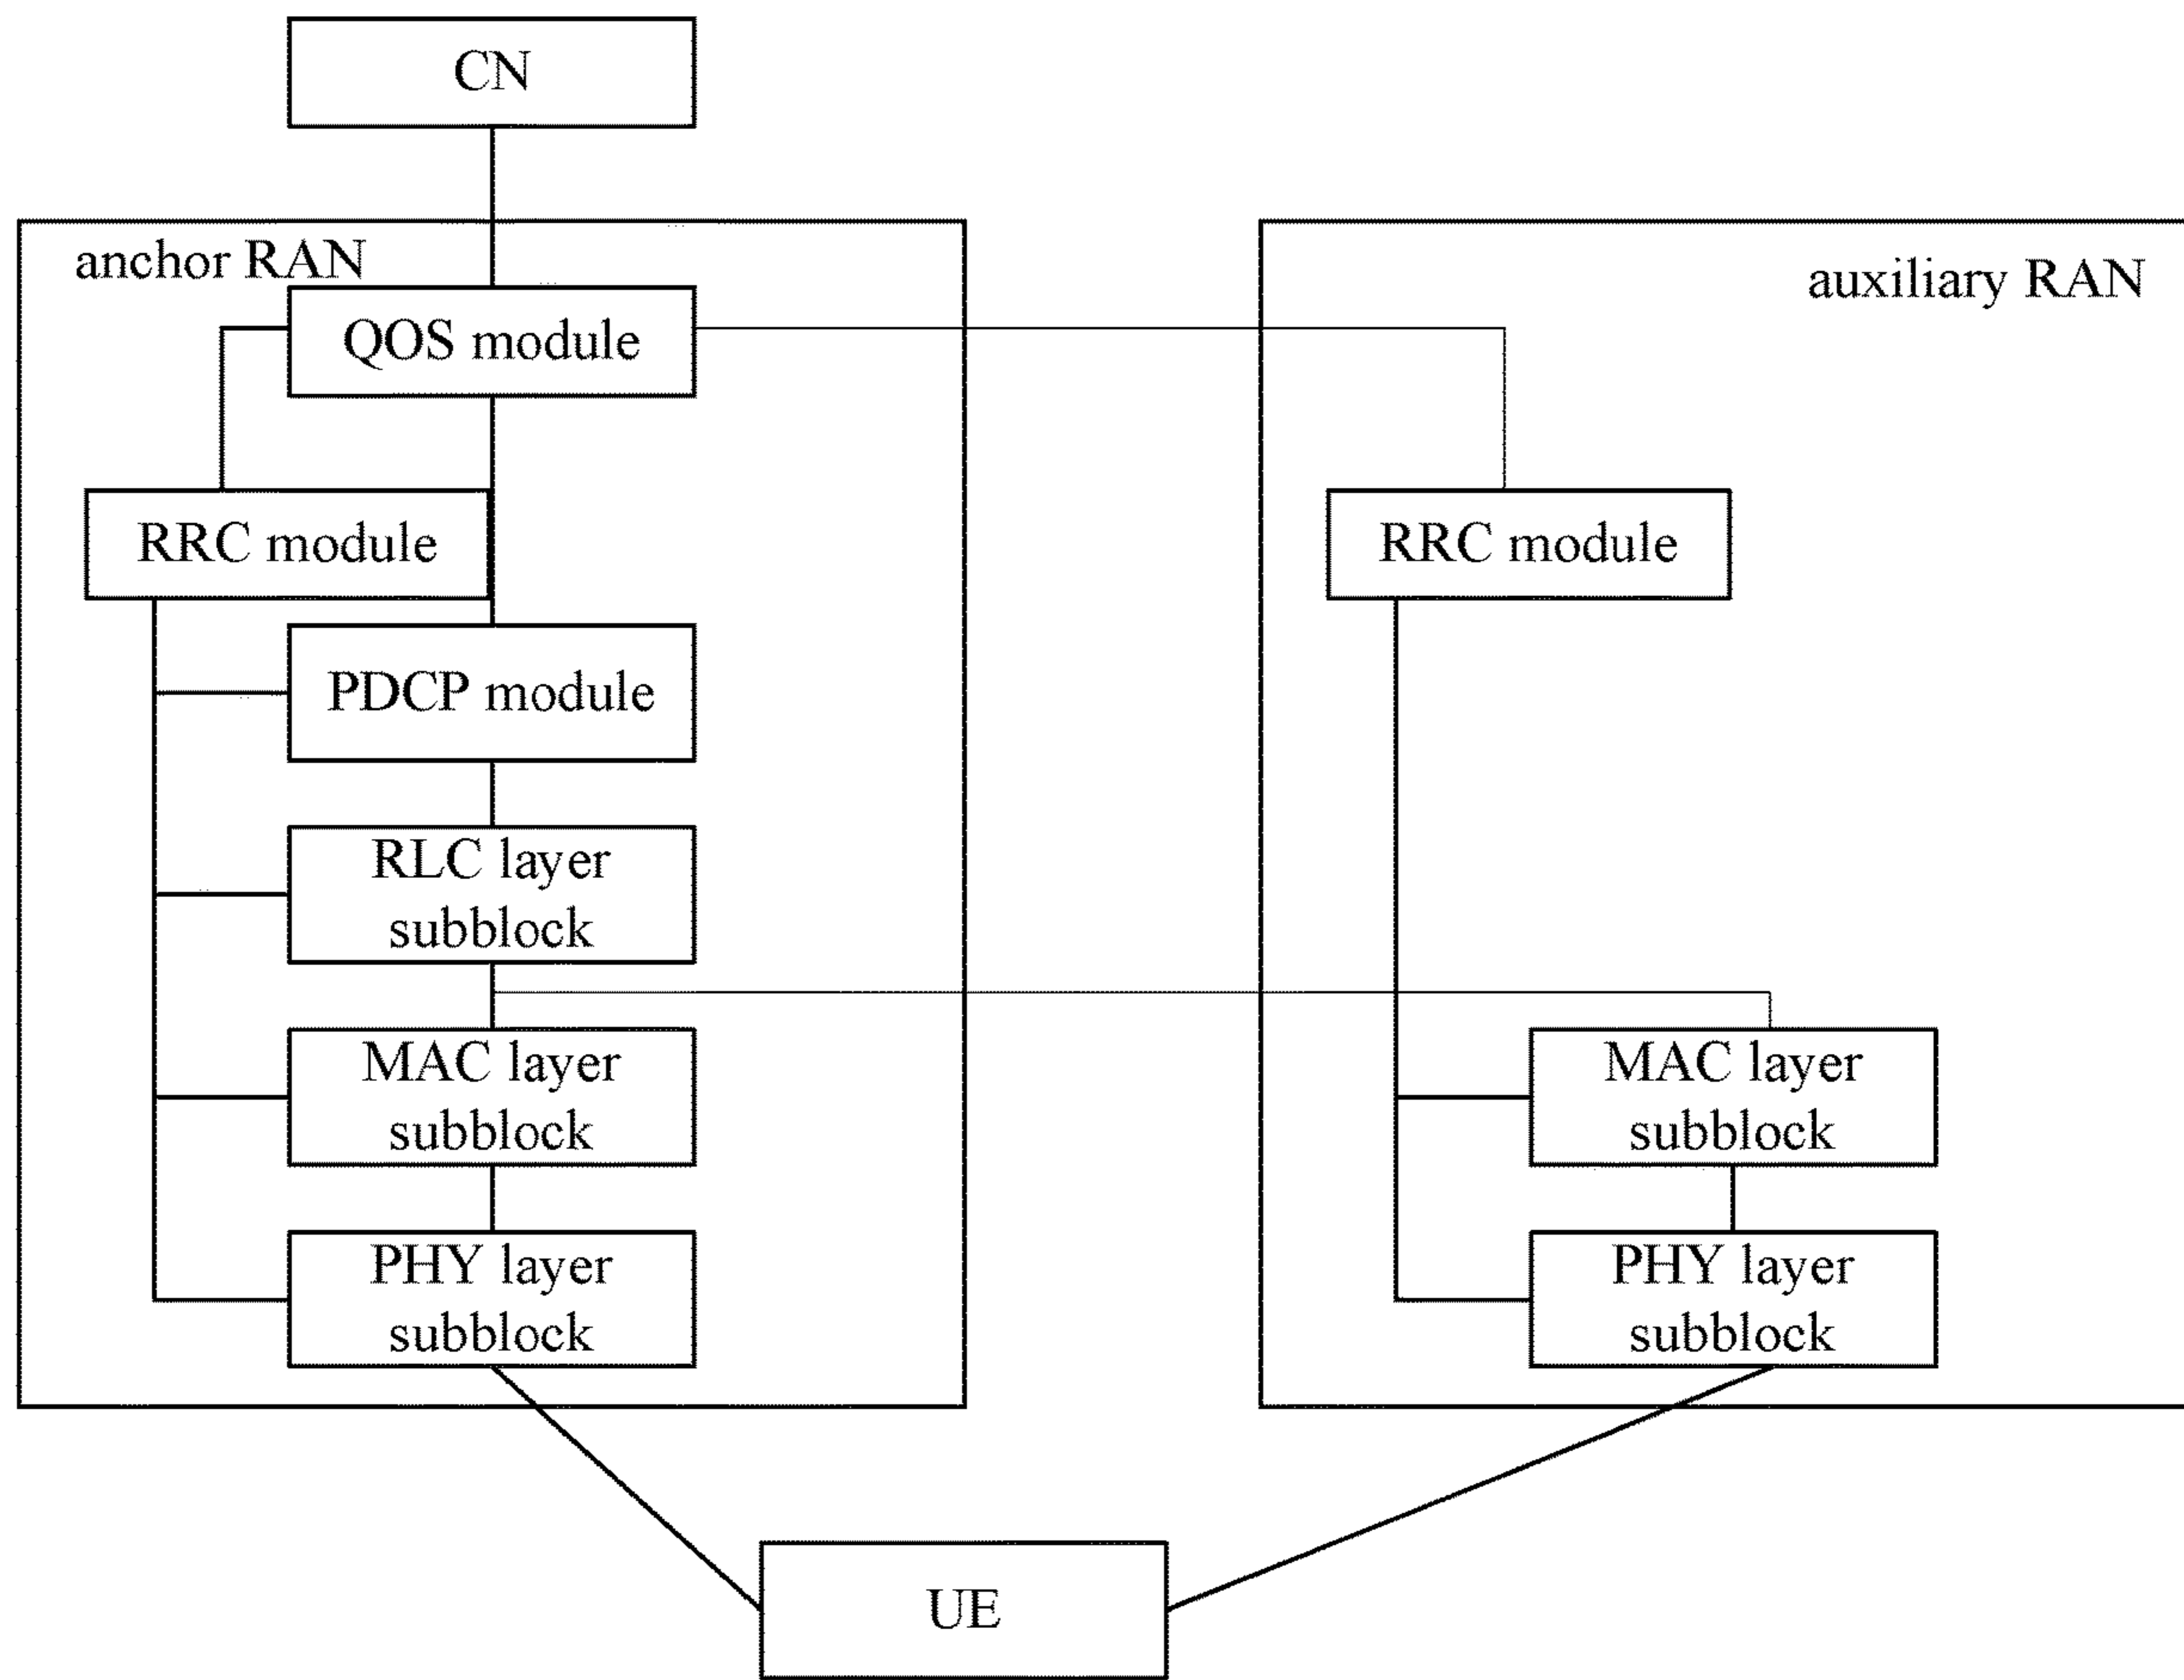 CN
anchor RAN
auxiliary RAN
QOS module
RRC module
RRC module
PDCP module
RLC layer
subblock
MAC layer
subblock
MAC layer
subblock
PHY layer
subblock
PHY layer
subblock
UE